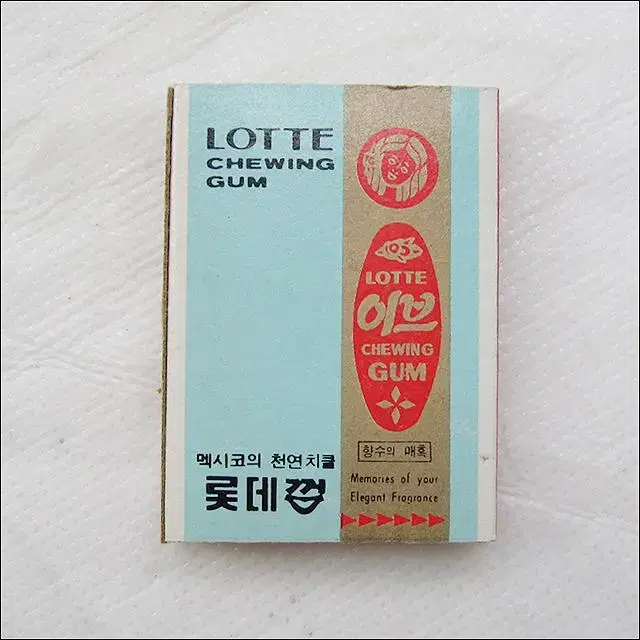 LOTTE
CHEWING
GUM
멕시코의 천연치클
롯데껌
LOTTE
이브
CHEWING
GUM
향수의 매혹
Memories of your
Elegant Fragrance